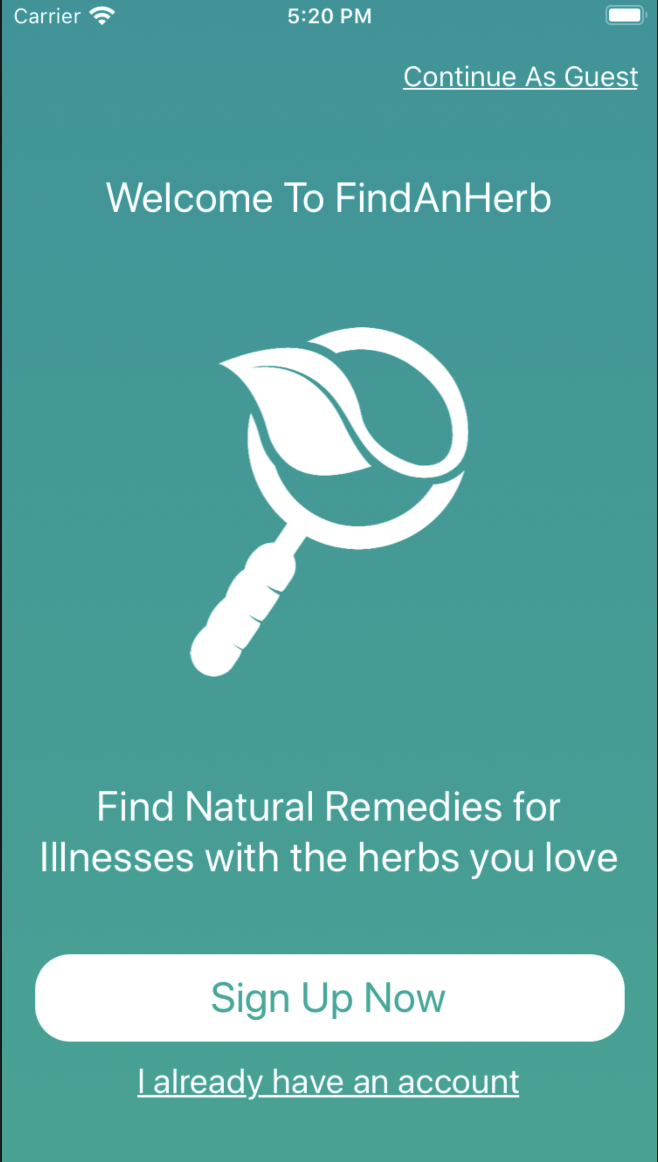 Carrier 5:20 PM
Continue As Guest
Welcome To FindAnHerb
Find Natural Remedies for
Illnesses with the herbs you love
Sign Up Now
I already have an account